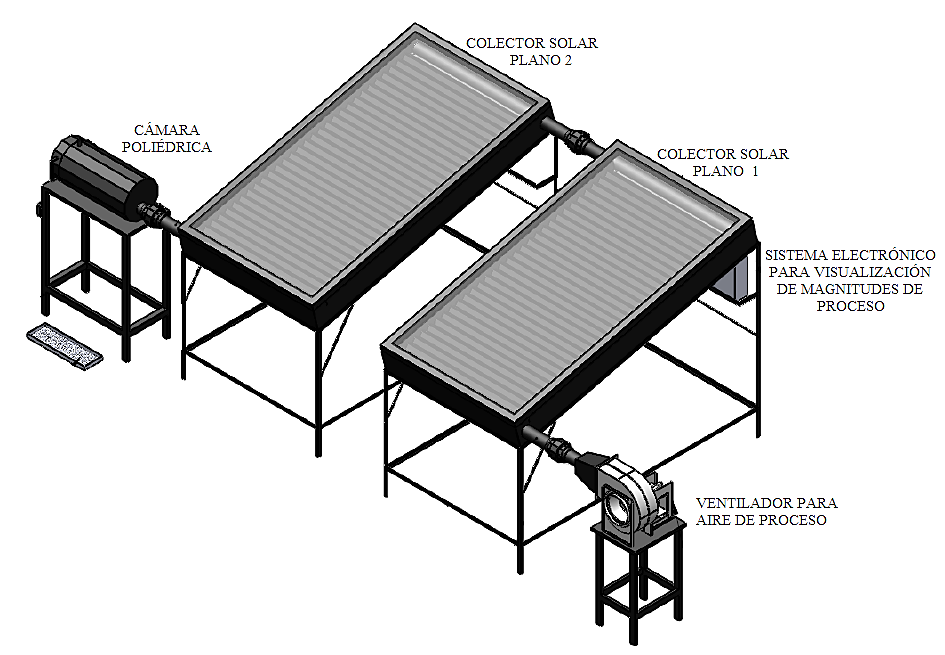 COLECTOR SOLAR
PLANO 2
CÁMARA
POLIÉDRICA
COLECTOR SOLAR
PLANO 1
SISTEMA ELECTRÓNICO
PARA VISUALIZACIÓN
DE MAGNITUDES DE
PROCESO
VENTILADOR PARA
AIRE DE PROCESO